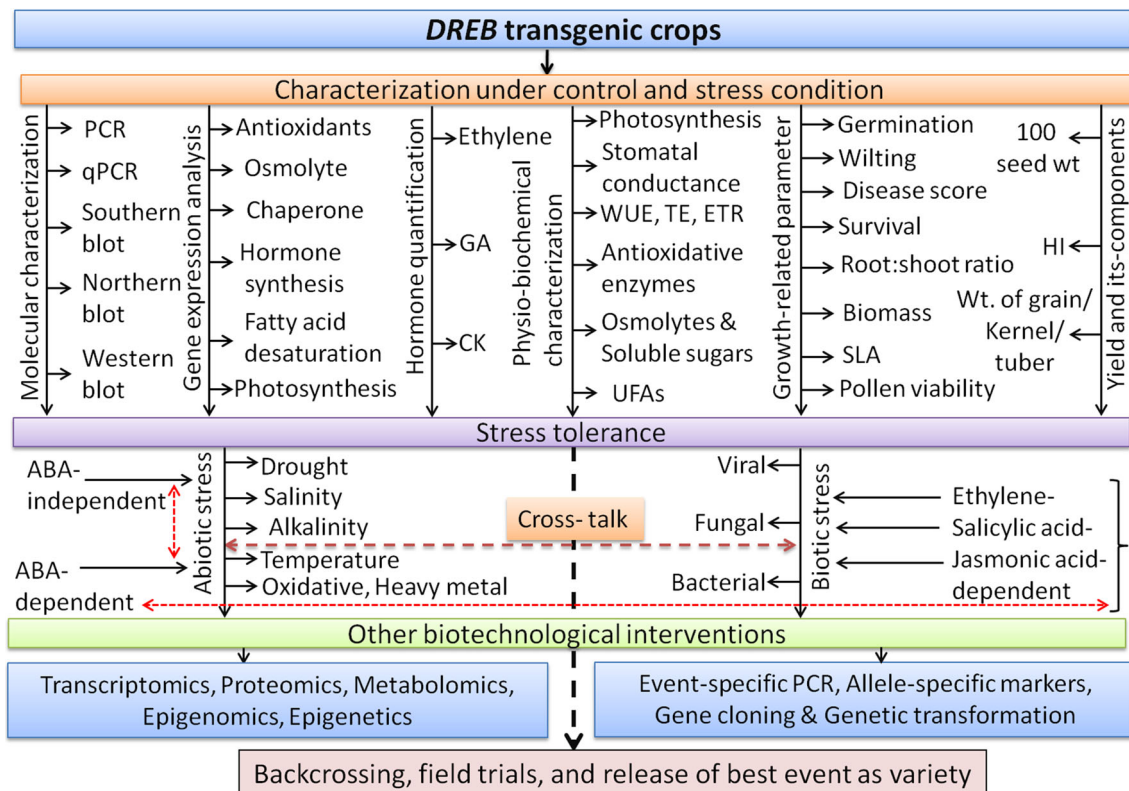 DREB transgenic crops
Characterization under control and stress condition
Molecular characterization
PCR
qPCR
Southern
blot
Northern
blot
Western
blot
Gene expression analysis
Antioxidants
Osmolyte
Chaperone
Hormone
synthesis
Fatty acid
desaturation
Photosynthesis
Hormone quantification
Ethylene
GA
CK
Physio-biochemical
characterization
Photosynthesis
Stomatal
conductance
WUE, TE, ETR
Antioxidative
enzymes
Osmolytes &
Soluble sugars
UFAs
Growth-related parameter
Germination
Wilting
Disease score
Survival
Root:shoot ratio
Biomass
SLA
Pollen viability
100
seed wt
HI
Wt. of grain/
Kernel/
tuber
Yield and its-components
Stress tolerance
ABA-
independent
ABA-
dependent
Abiotic stress
Drought
Salinity
Alkalinity
Temperature
Oxidative, Heavy metal
Cross- talk
Viral
Fungal
Bacterial
Biotic stress
Ethylene-
Salicylic acid-
Jasmonic acid-
dependent
Other biotechnological interventions
Transcriptomics, Proteomics, Metabolomics,
Epigenomics, Epigenetics
Event-specific PCR, Allele-specific markers,
Gene cloning & Genetic transformation
Backcrossing, field trials, and release of best event as variety